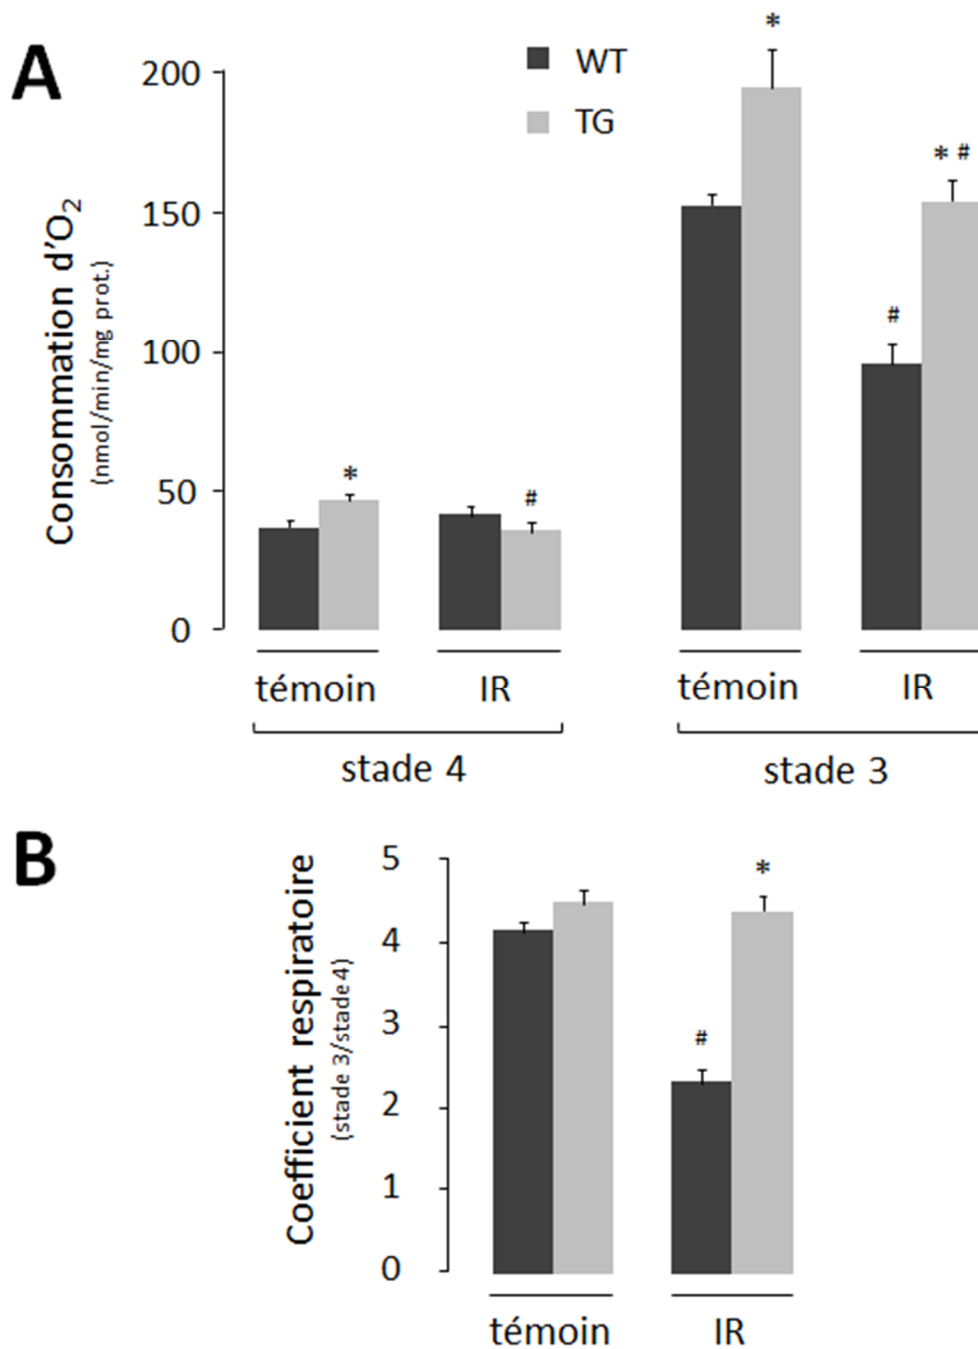 A
WT
TG
*
* #
#
*
#
200
150
100
50
0
Consommation d'O₂
(nmol/min/mg prot.)
témoin IR témoin IR
stade 4 stade 3
B
*
#
5
4
3
2
1
0
Coefficient respiratoire
(stade 3/stade 4)
témoin IR